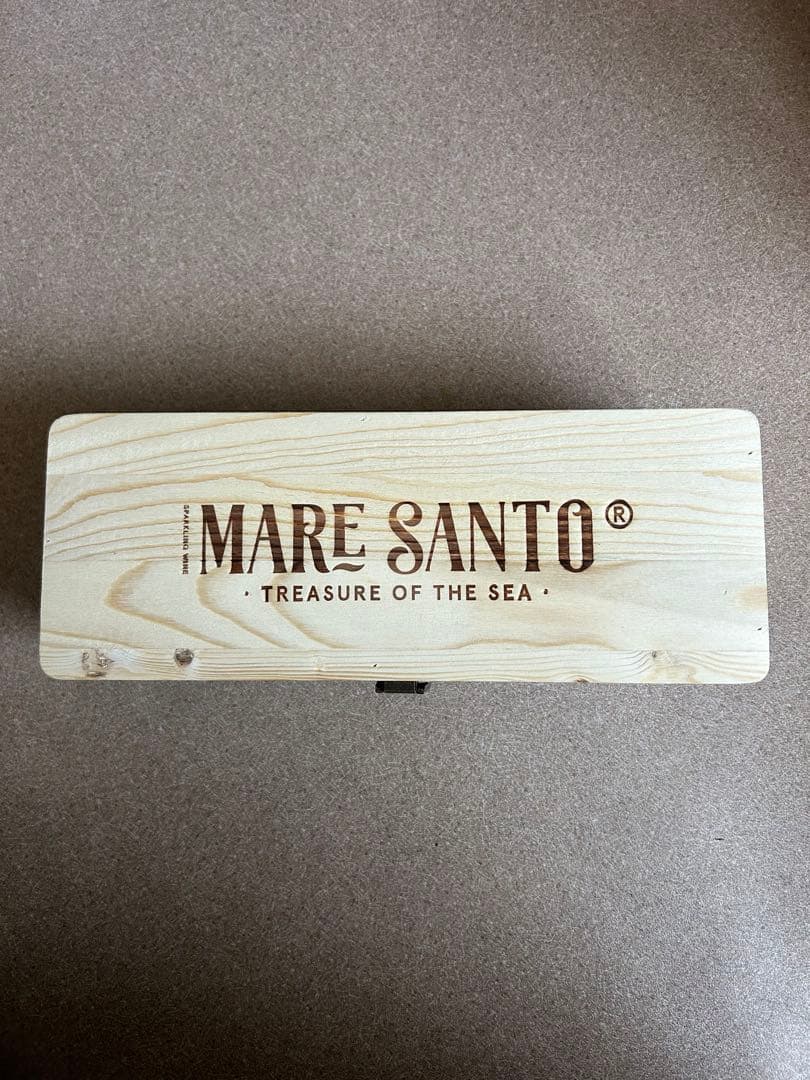 SPARKLING WINE
MARE SANTO®
· TREASURE OF THE SEA ·